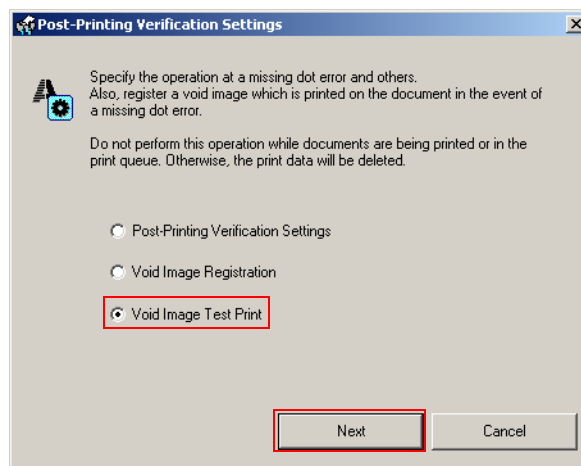 Post-Printing Verification Settings
Specify the operation at a missing dot error and others.
Also, register a void image which is printed on the document in the event of
a missing dot error.
Do not perform this operation while documents are being printed or in the
print queue. Otherwise, the print data will be deleted.
Post-Printing Verification Settings
Void Image Registration
Void Image Test Print
Next
Cancel